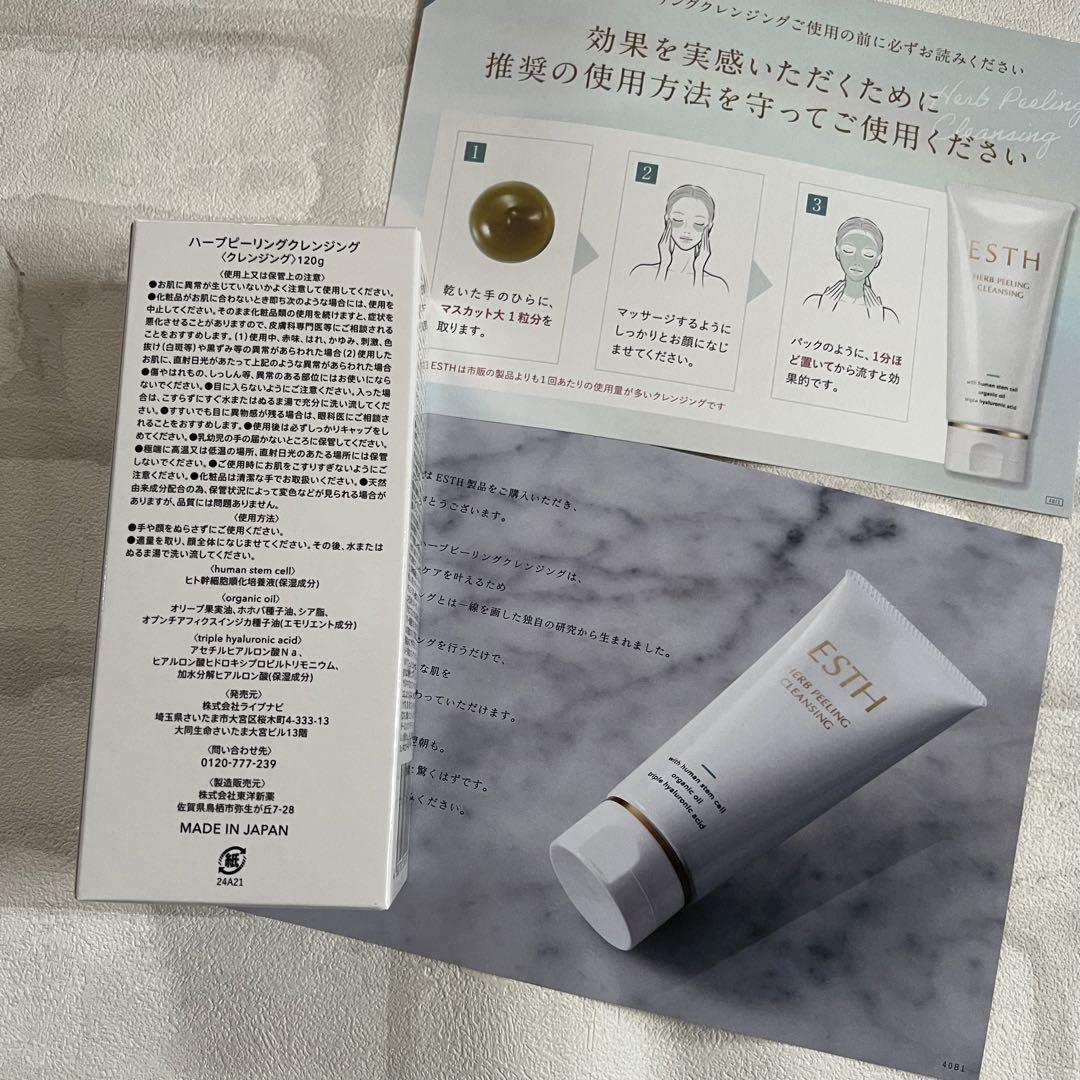 ハーブピーリングクレンジング
〈クレンジング〉120g
〈使用上又は保管上の注意〉
●お肌に異常が生じていないかよく注意して使用してください。
●化粧品がお肌に合わないとき即ち次のような場合には、使用を
中止してください。そのまま化粧品類の使用を続けますと、症状を
悪化させることがありますので、皮膚科専門医等にご相談される
ことをおすすめします。(1)使用中、赤味、はれ、かゆみ、刺激、色
抜け(白斑等)や黒ずみ等の異常があらわれた場合(2)使用した
お肌に、直射日光があたって上記のような異常があらわれた場合
●傷やはれもの、しっしん等、異常のある部位にはお使いになら
ないでください。●目に入らないようにご注意ください。入った場
合は、こすらずにすぐ水またはぬるま湯で充分に洗い流してくだ
さい。●すすいでも目に異物感が残る場合は、眼科医にご相談さ
れることをおすすめします。●使用後は必ずしっかりキャップをし
めてください。●乳幼児の手の届かないところに保管してください。
●極端に高温又は低温の場所、直射日光のあたる場所には保管
しないでください。●ご使用時にお肌をこすりすぎないようにご
注意ください。●化粧品は清潔な手でお取扱いください。●天然
由来成分配合の為、保管状況によって変色などが見られる場合が
ありますが、品質には問題ありません。
〈使用方法〉
●手や顔をぬらさずにご使用ください。
●適量を取り、顔全体になじませてください。その後、水または
ぬるま湯で洗い流してください。
〈human stem cell〉
ヒト幹細胞順化培養液(保湿成分)
〈organic oil〉
オリーブ果実油、ホホバ種子油、シア脂、
オプンチアフィクスインジカ種子油(エモリエント成分)
〈triple hyaluronic acid〉
アセチルヒアルロン酸Na、
ヒアルロン酸ヒドロキシプロピルトリモニウム、
加水分解ヒアルロン酸(保湿成分)
〈発売元〉
株式会社ライブナビ
埼玉県さいたま市大宮区桜木町4-333-13
大同生命さいたま大宮ビル13階
〈問い合わせ先〉
0120-777-239
〈製造販売元〉
株式会社東洋新薬
佐賀県鳥栖市弥生が丘7-28
MADE IN JAPAN
紙
24A21
リングクレンジングご使用の前に必ずお読みください
効果を実感いただくために
推奨の使用方法を守ってご使用ください
Herb Peeling
Cleansing
1
乾いた手のひらに、
マスカット大1粒分を
取ります。
2
マッサージするように
しっかりとお顔になじ
ませてください。
3
パックのように、1分ほ
ど置いてから流すと効
果的です。
ESTHは市販の製品よりも1回あたりの使用量が多いクレンジングです
ESTH
HERB PEELING
CLEANSING
with human stem cell
organic oil
triple hyaluronic acid
40I1
はESTH製品をご購入いただき、
がとうございます。
ハーブピーリングクレンジングは、
ケアを叶えるため
ングとは一線を画した独自の研究から生まれました。
ングを行うだけで、
な肌を
わっていただけます。
翌朝も。
驚くはずです。
みください。
ESTH
HERB PEELING
CLEANSING
with human stem cell
organic oil
triple hyaluronic acid
40B1